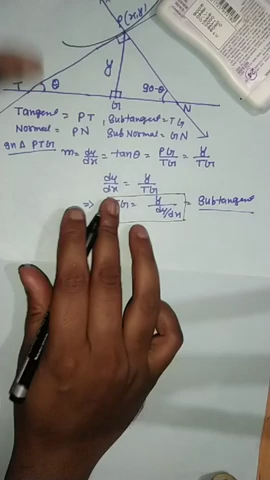 P(x,y)
y
T θ G 90-θ N
Tangent = PT, Subtangent = TG
Normal = PN Sub Normal = GN
In Δ PTG m = dy/dx = tanθ = PG/TG = y/TG
dy/dx = y/TG
⇒ TG = y/dy/dx = Subtangent